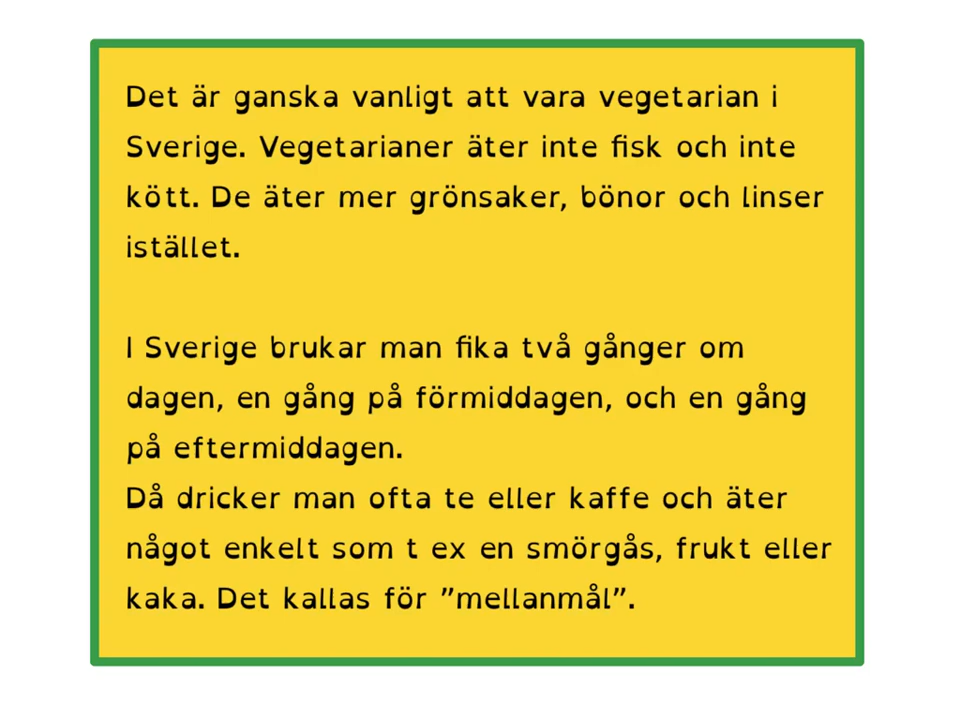 Det är ganska vanligt att vara vegetarian i
Sverige. Vegetarianer äter inte fisk och inte
kött. De äter mer grönsaker, bönor och linser
istället.
I Sverige brukar man fika två gånger om
dagen, en gång på förmiddagen, och en gång
på eftermiddagen.
Då dricker man ofta te eller kaffe och äter
något enkelt som t ex en smörgås, frukt eller
kaka. Det kallas för ”mellanmål”.